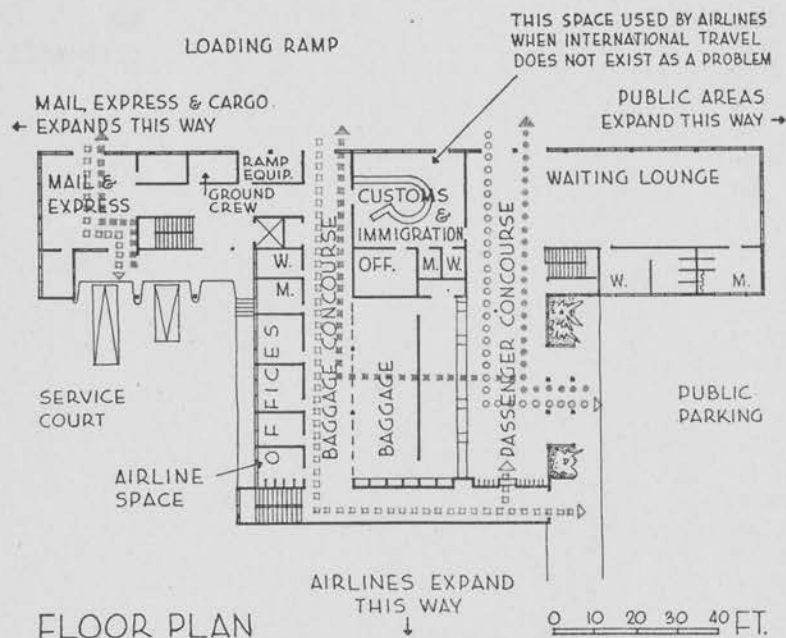 THIS SPACE USED BY AIRLINES
WHEN INTERNATIONAL TRAVEL
DOES NOT EXIST AS A PROBLEM
LOADING RAMP
MAIL, EXPRESS & CARGO
← EXPANDS THIS WAY
PUBLIC AREAS
EXPAND THIS WAY →
MAIL &
EXPRESS
RAMP
EQUIP.
GROUND
CREW
CUSTOMS
&
IMMIGRATION
WAITING LOUNGE
W.
M.
OFF.
M.
W.
W.
M.
OFFICES
BAGGAGE CONCOURSE
BAGGAGE
PASSENGER CONCOURSE
SERVICE
COURT
PUBLIC
PARKING
AIRLINE
SPACE
AIRLINES EXPAND
THIS WAY
↓
FLOOR PLAN
0 10 20 30 40 FT.